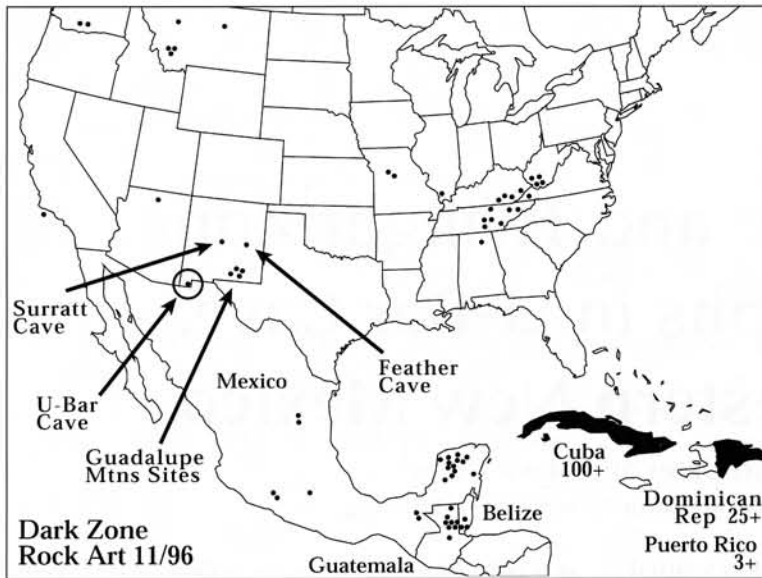 Surratt
Cave
U-Bar
Cave
Guadalupe
Mtns Sites
Feather
Cave
Mexico
Cuba
100+
Dominican
Rep 25+
Puerto Rico
3+
Belize
Guatemala
Dark Zone
Rock Art 11/96